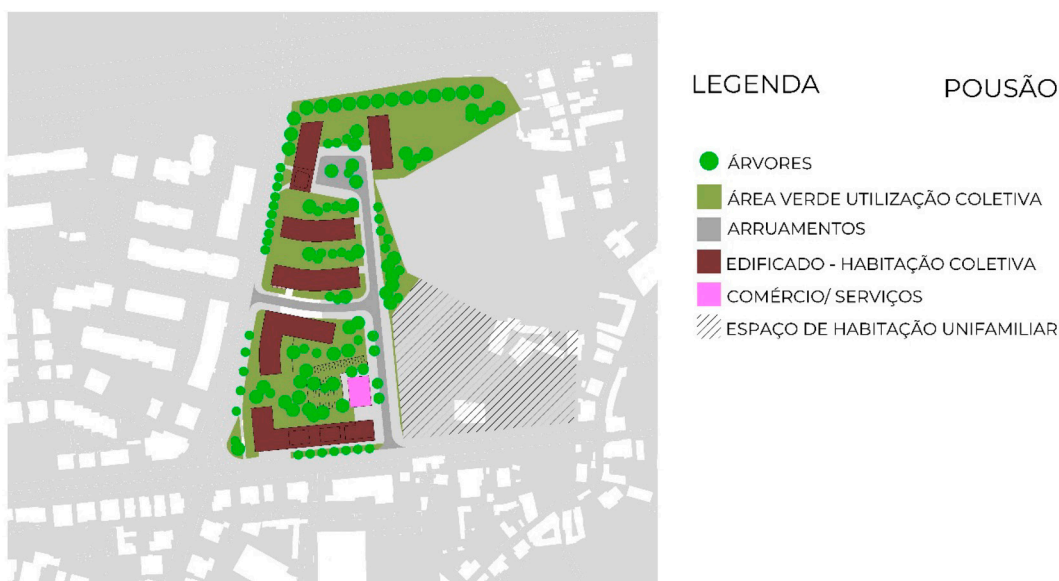 LEGENDA
POUSÃO
ÁRVORES
ÁREA VERDE UTILIZAÇÃO COLETIVA
ARRUAMENTOS
EDIFICADO - HABITAÇÃO COLETIVA
COMÉRCIO/ SERVIÇOS
ESPAÇO DE HABITAÇÃO UNIFAMILIAR